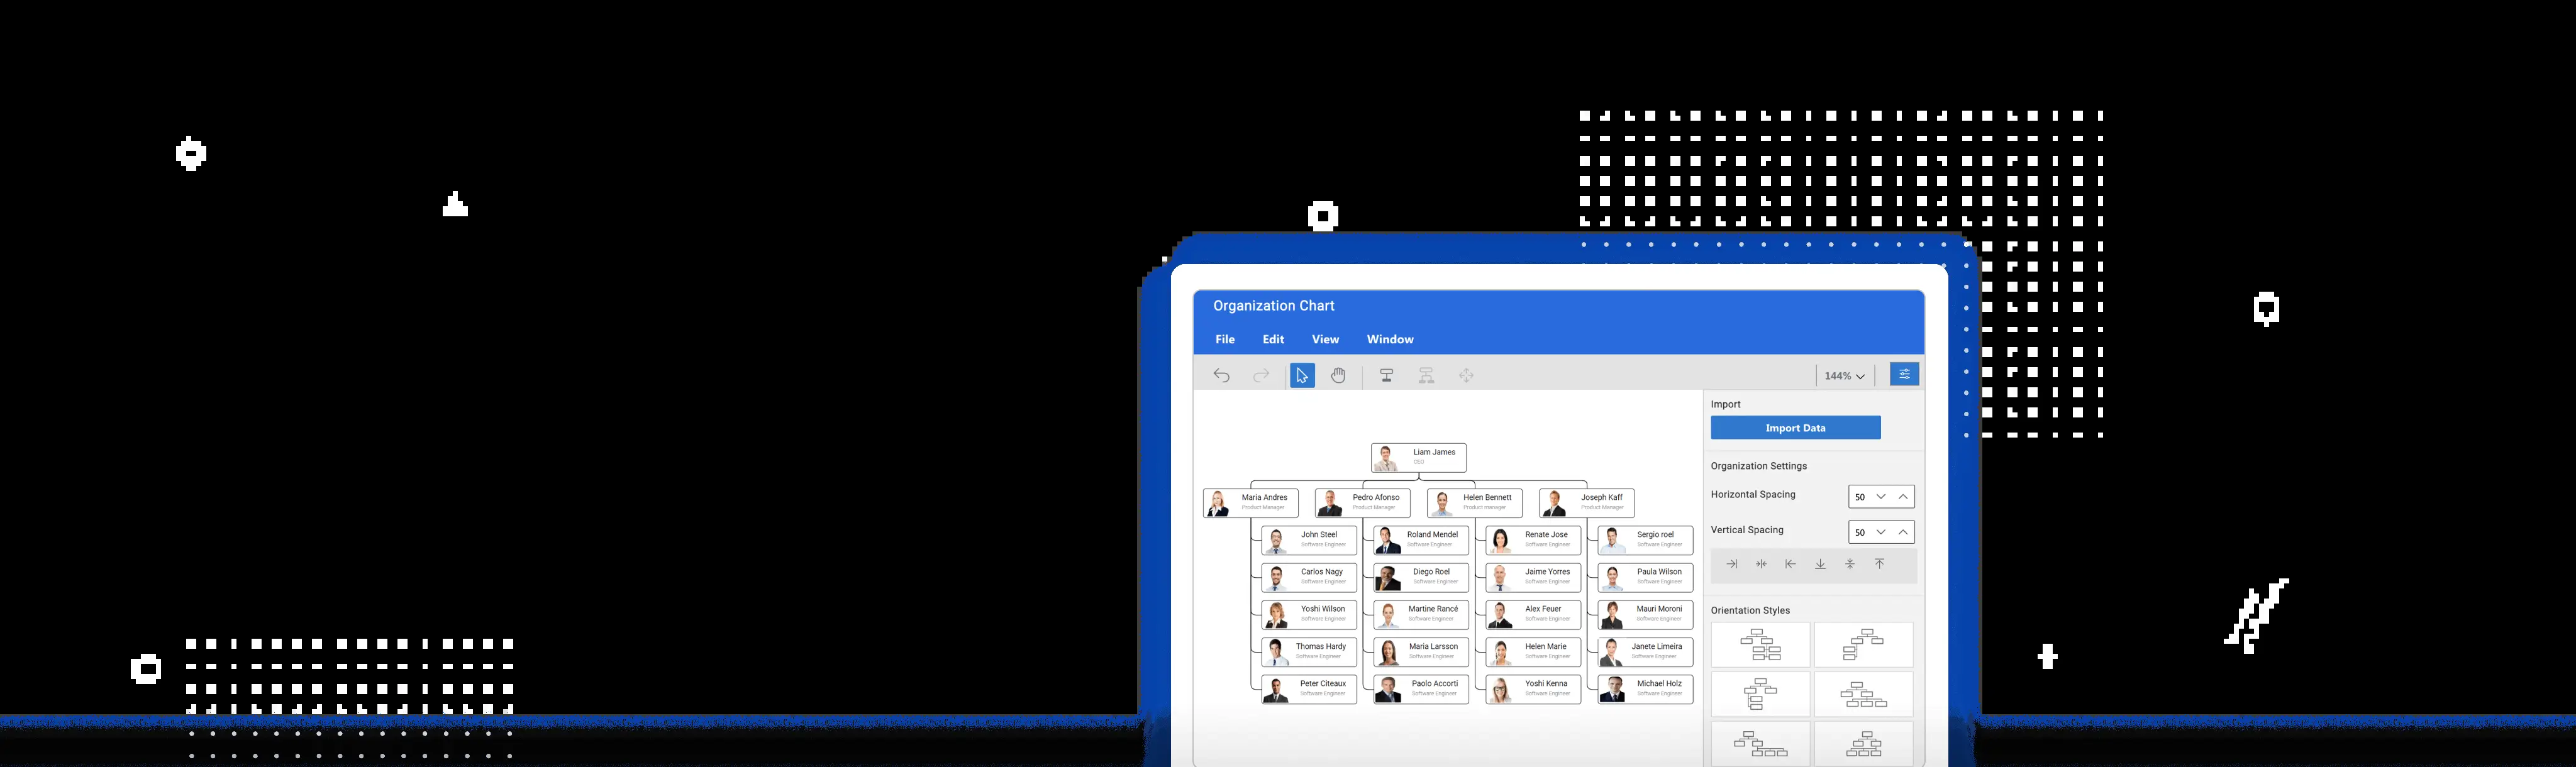 Organization Chart
File Edit View Window
144%
Import
Import Data
Organization Settings
Horizontal Spacing 50
Vertical Spacing 50
Orientation Styles
Liam James
CEO
Maria Andres
Product Manager
Pedro Afonso
Product Manager
Helen Bennett
Product manager
Joseph Kaff
Product Manager
John Steel
Software Engineer
Roland Mendel
Software Engineer
Renate Jose
Software Engineer
Sergio roel
Software Engineer
Carlos Nagy
Software Engineer
Diego Roel
Software Engineer
Jaime Yorres
Software Engineer
Paula Wilson
Software Engineer
Yoshi Wilson
Software Engineer
Martine Rancé
Software Engineer
Alex Feuer
Software Engineer
Mauri Moroni
Software Engineer
Thomas Hardy
Software Engineer
Maria Larsson
Software Engineer
Helen Marie
Software Engineer
Janete Limeira
Software Engineer
Peter Citeaux
Software Engineer
Paolo Accorti
Software Engineer
Yoshi Kenna
Software Engineer
Michael Holz
Software Engineer